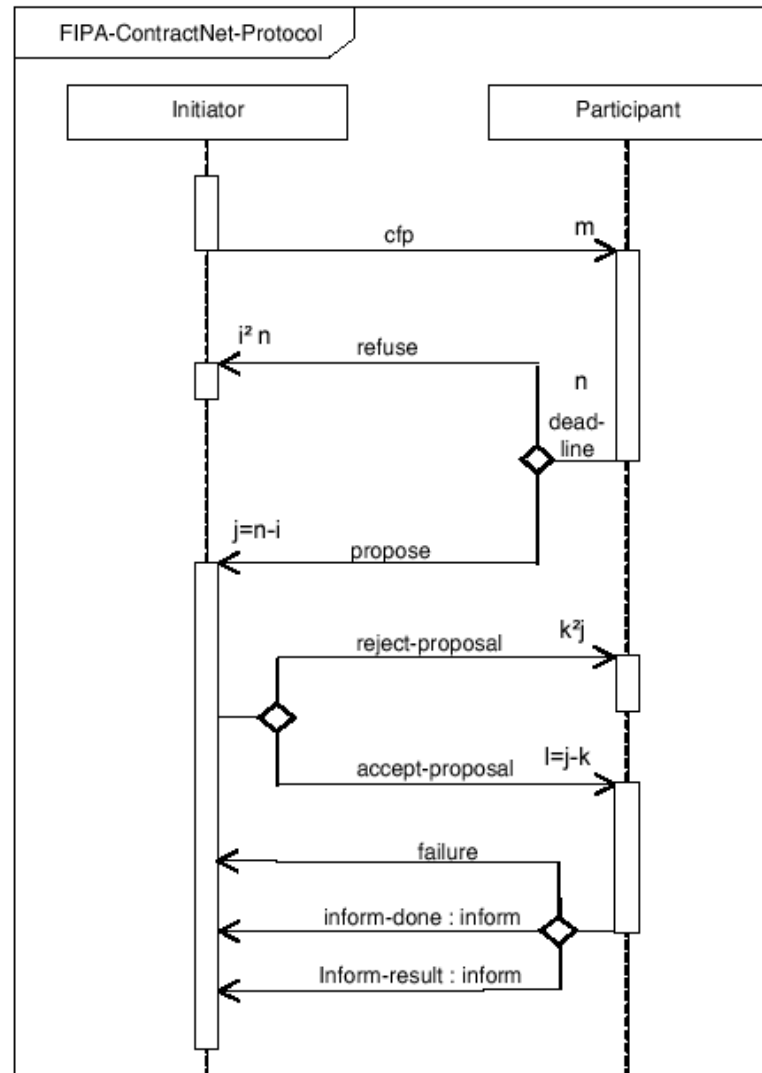 FIPA-ContractNet-Protocol
Initiator
Participant
cfp
m
i² n
refuse
n
dead-
line
j=n-i
propose
reject-proposal
k²j
accept-proposal
l=j-k
failure
inform-done : inform
Inform-result : inform